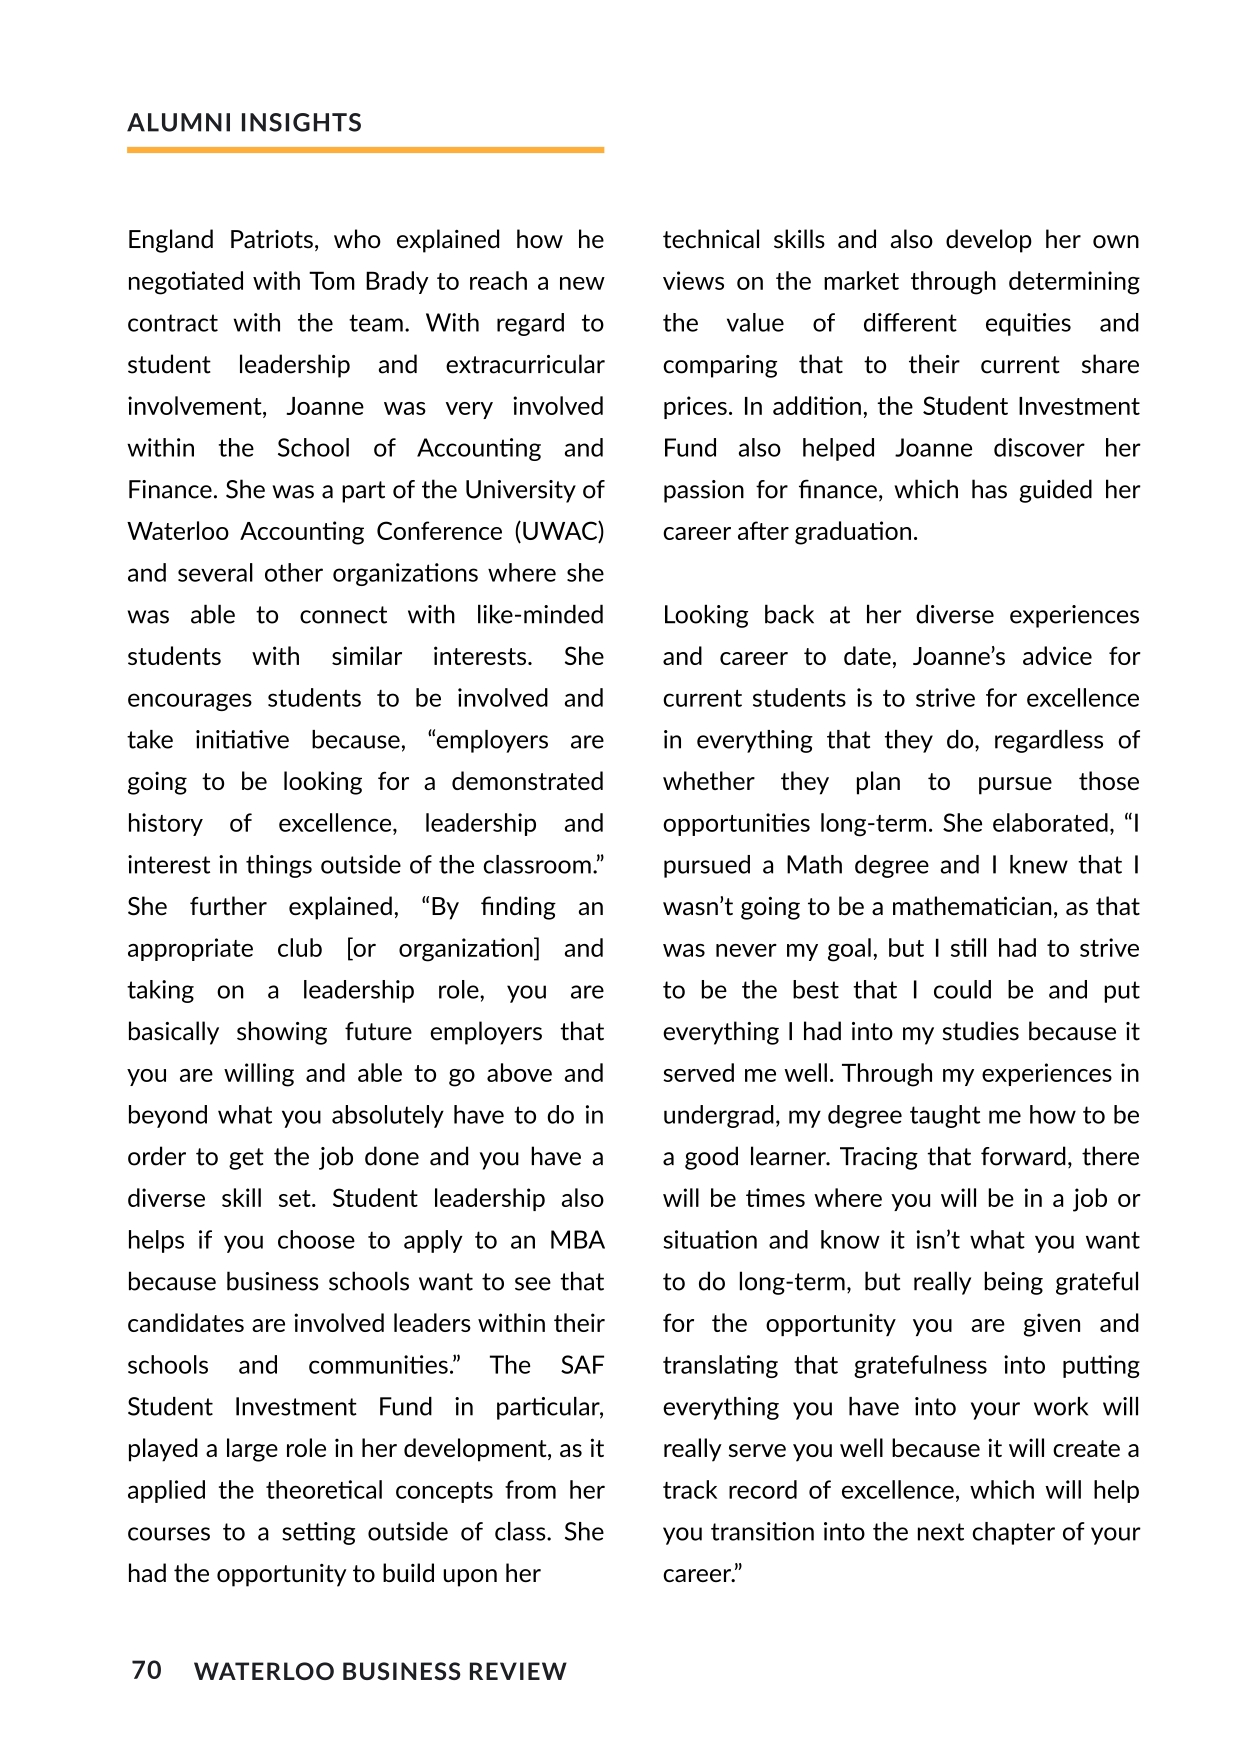 ALUMNI INSIGHTS
England Patriots, who explained how he
negotiated with Tom Brady to reach a new
contract with the team. With regard to
student leadership and extracurricular
involvement, Joanne was very involved
within the School of Accounting and
Finance. She was a part of the University of
Waterloo Accounting Conference (UWAC)
and several other organizations where she
was able to connect with like-minded
students with similar interests. She
encourages students to be involved and
take initiative because, “employers are
going to be looking for a demonstrated
history of excellence, leadership and
interest in things outside of the classroom.”
She further explained, “By finding an
appropriate club [or organization] and
taking on a leadership role, you are
basically showing future employers that
you are willing and able to go above and
beyond what you absolutely have to do in
order to get the job done and you have a
diverse skill set. Student leadership also
helps if you choose to apply to an MBA
because business schools want to see that
candidates are involved leaders within their
schools and communities.” The SAF
Student Investment Fund in particular,
played a large role in her development, as it
applied the theoretical concepts from her
courses to a setting outside of class. She
had the opportunity to build upon her
technical skills and also develop her own
views on the market through determining
the value of different equities and
comparing that to their current share
prices. In addition, the Student Investment
Fund also helped Joanne discover her
passion for finance, which has guided her
career after graduation.
Looking back at her diverse experiences
and career to date, Joanne’s advice for
current students is to strive for excellence
in everything that they do, regardless of
whether they plan to pursue those
opportunities long-term. She elaborated, “I
pursued a Math degree and I knew that I
wasn’t going to be a mathematician, as that
was never my goal, but I still had to strive
to be the best that I could be and put
everything I had into my studies because it
served me well. Through my experiences in
undergrad, my degree taught me how to be
a good learner. Tracing that forward, there
will be times where you will be in a job or
situation and know it isn’t what you want
to do long-term, but really being grateful
for the opportunity you are given and
translating that gratefulness into putting
everything you have into your work will
really serve you well because it will create a
track record of excellence, which will help
you transition into the next chapter of your
career.”
70 WATERLOO BUSINESS REVIEW